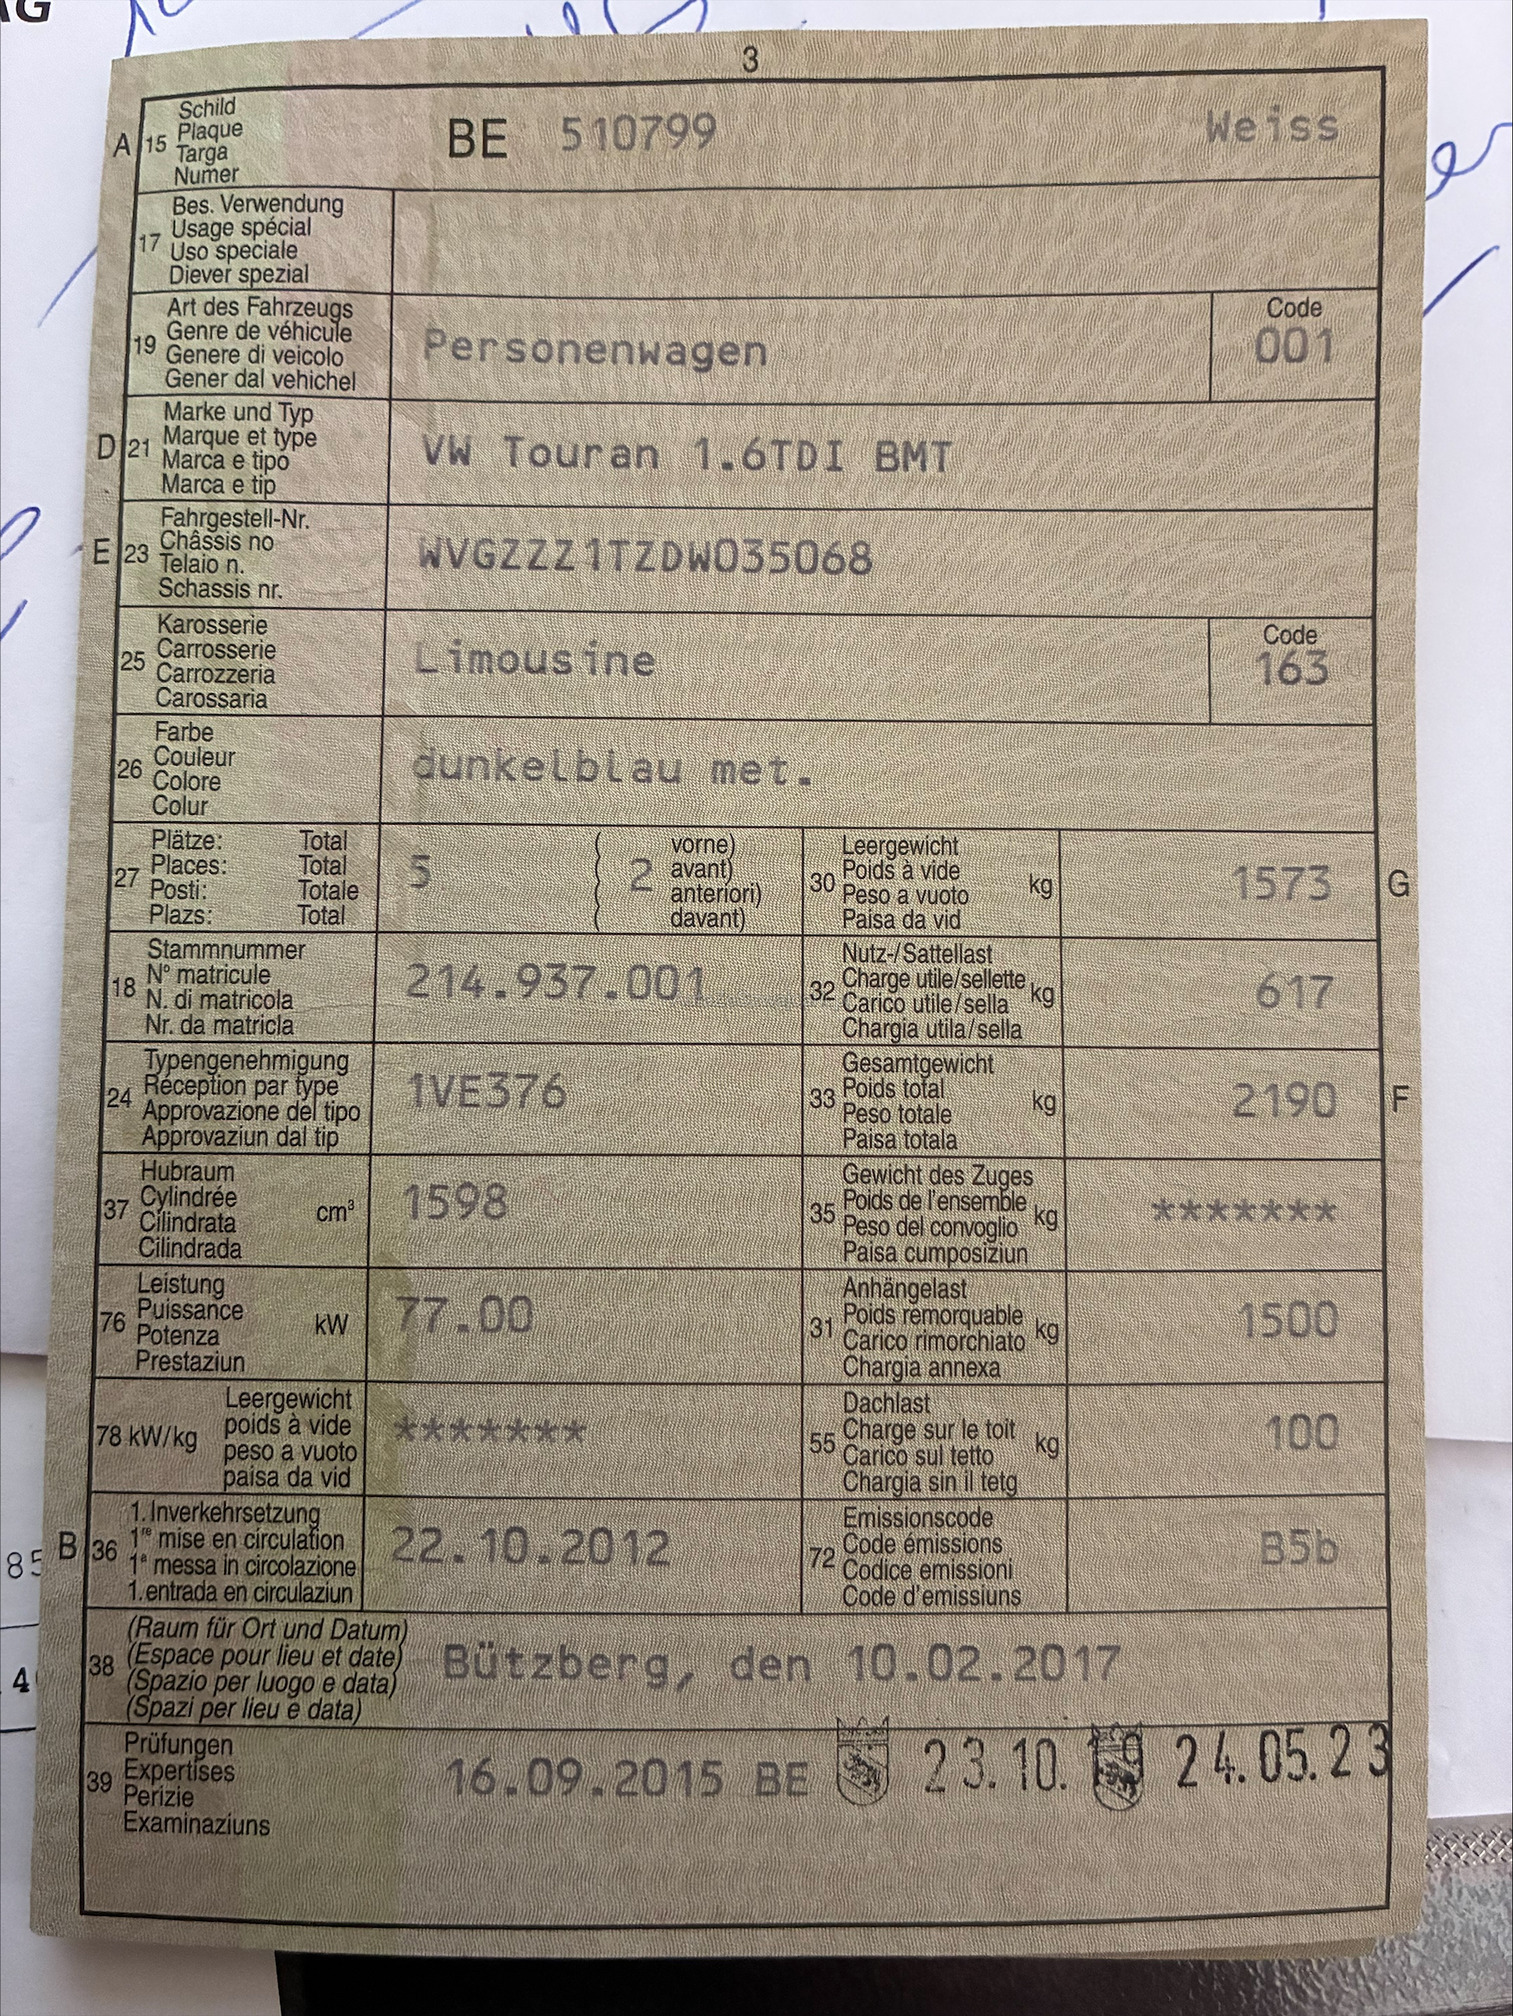 AG
3
A 15 Schild
Plaque
Targa
Numer
BE 510799 Weiss
17 Bes. Verwendung
Usage spécial
Uso speciale
Diever spezial
19 Art des Fahrzeugs
Genre de véhicule
Genere di veicolo
Gener dal vehichel
Personenwagen
Code
001
D 21 Marke und Typ
Marque et type
Marca e tipo
Marca e tip
VW Touran 1.6TDI BMT
E 23 Fahrgestell-Nr.
Châssis no
Telaio n.
Schassis nr.
WVGZZZ1TZDW035068
25 Karosserie
Carrosserie
Carrozzeria
Carossaria
Limousine
Code
163
26 Farbe
Couleur
Colore
Colur
dunkelblau met.
27 Plätze: Total
Places: Total
Posti: Totale
Plazs: Total
5 ( 2 vorne)
avant)
anteriori)
davant)
30 Leergewicht
Poids à vide
Peso a vuoto
Paisa da vid
kg 1573 G
18 Stammnummer
N° matricule
N. di matricola
Nr. da matricla
214.937.001
32 Nutz-/Sattellast
Charge utile/sellette
Carico utile/sella
Chargia utila/sella
kg 617
24 Typengenehmigung
Réception par type
Approvazione del tipo
Approvaziun dal tip
1VE376
33 Gesamtgewicht
Poids total
Peso totale
Paisa totala
kg 2190 F
37 Hubraum
Cylindrée
Cilindrata
Cilindrada
cm³ 1598
35 Gewicht des Zuges
Poids de l'ensemble
Peso del convoglio
Paisa cumposiziun
kg *******
76 Leistung
Puissance
Potenza
Prestaziun
kW 77.00
31 Anhängelast
Poids remorquable
Carico rimorchiato
Chargia annexa
kg 1500
78 kW/kg Leergewicht
poids à vide
peso a vuoto
paisa da vid
*******
55 Dachlast
Charge sur le toit
Carico sul tetto
Chargia sin il tetg
kg 100
B 36 1. Inverkehrsetzung
1re mise en circulation
1a messa in circolazione
1. entrada en circulaziun
22.10.2012
72 Emissionscode
Code émissions
Codice emissioni
Code d'emissiuns
B5b
85
38 (Raum für Ort und Datum)
(Espace pour lieu et date)
(Spazio per luogo e data)
(Spazi per lieu e data)
Bützberg, den 10.02.2017
4
39 Prüfungen
Expertises
Perizie
Examinaziuns
16.09.2015 BE 23.10.19 24.05.23